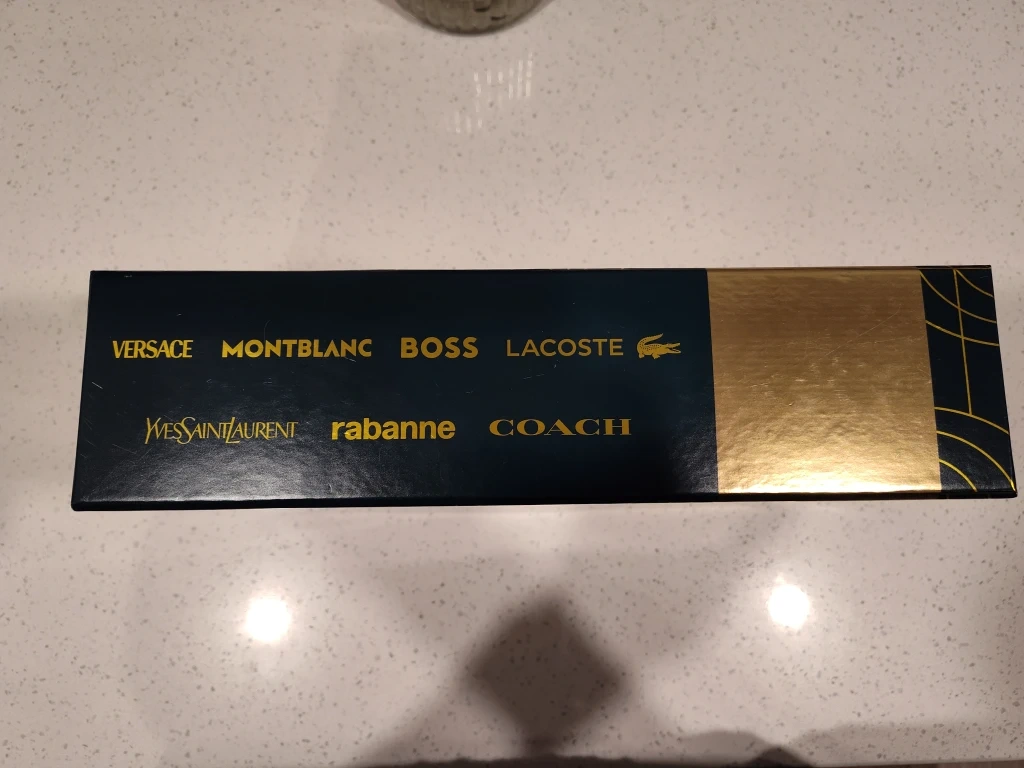 VERSACE MONTBLANC BOSS LACOSTE
YVESSAINTLAURENT rabanne COACH